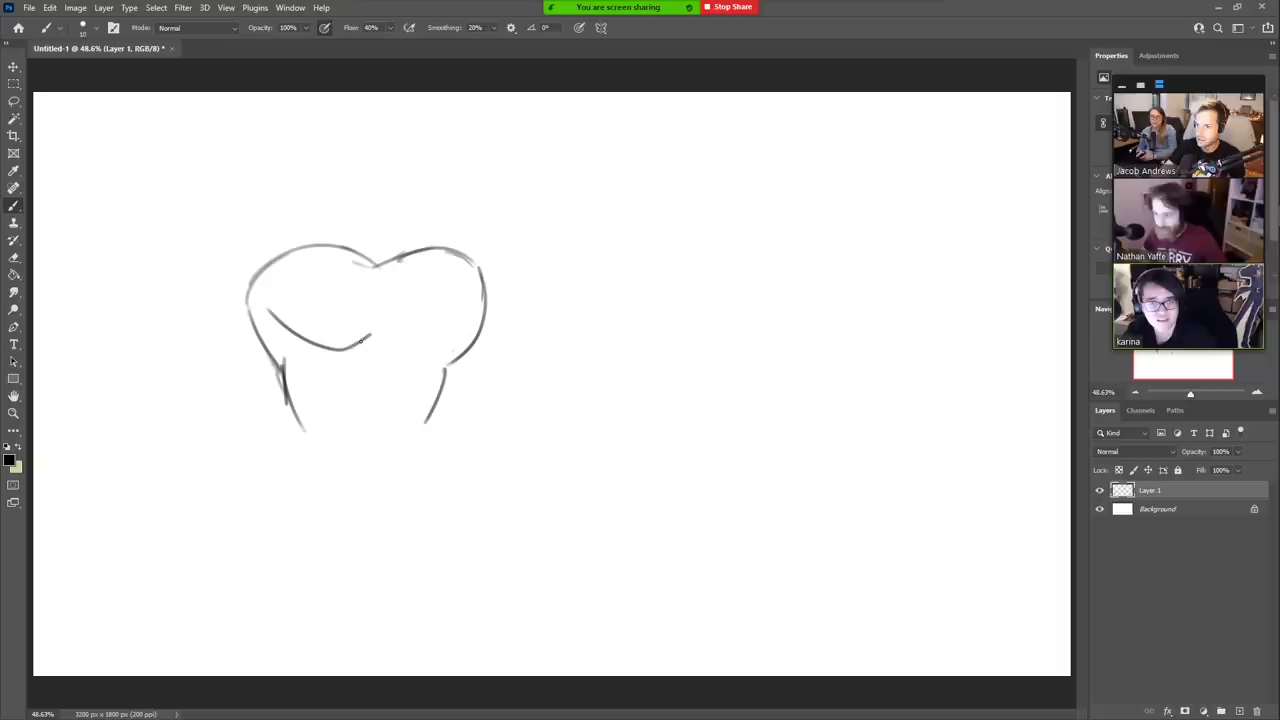 File Edit Image Layer Type Select Filter 3D View Plugins Window Help
You are screen sharing
Stop Share
10
Mode: Normal
Opacity: 100%
Flow: 40%
Smoothing: 20%
0°
Untitled-1 @ 48.6% (Layer 1, RGB/8) *
Properties Adjustments
Jacob Andrews
Nathan Yaffe
karina
48.63%
Layers Channels Paths
Kind
Normal Opacity: 100%
Lock: Fill: 100%
Layer 1
Background
48.63% 3200 px x 1800 px (200 ppi)